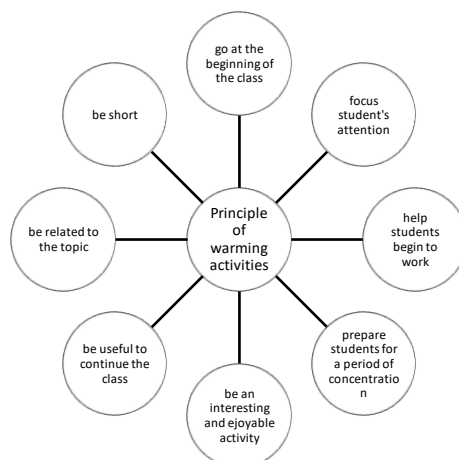 go at the
beginning of
the class
focus
student's
attention
help
students
begin to
work
prepare
students for
a period of
concentratio
n
be an
interesting
and ejoyable
activity
be useful to
continue the
class
be related to
the topic
be short
Principle
of
warming
activities